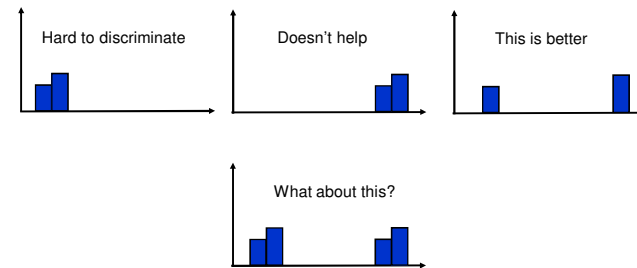 Hard to discriminate
Doesn't help
This is better
What about this?